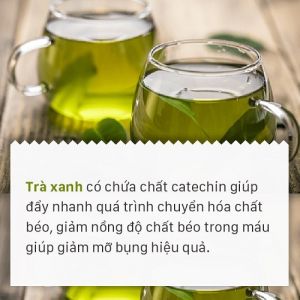 Trà xanh có chứa chất catechin giúp
đẩy nhanh quá trình chuyển hóa chất
béo, giảm nồng độ chất béo trong máu
giúp giảm mỡ bụng hiệu quả.